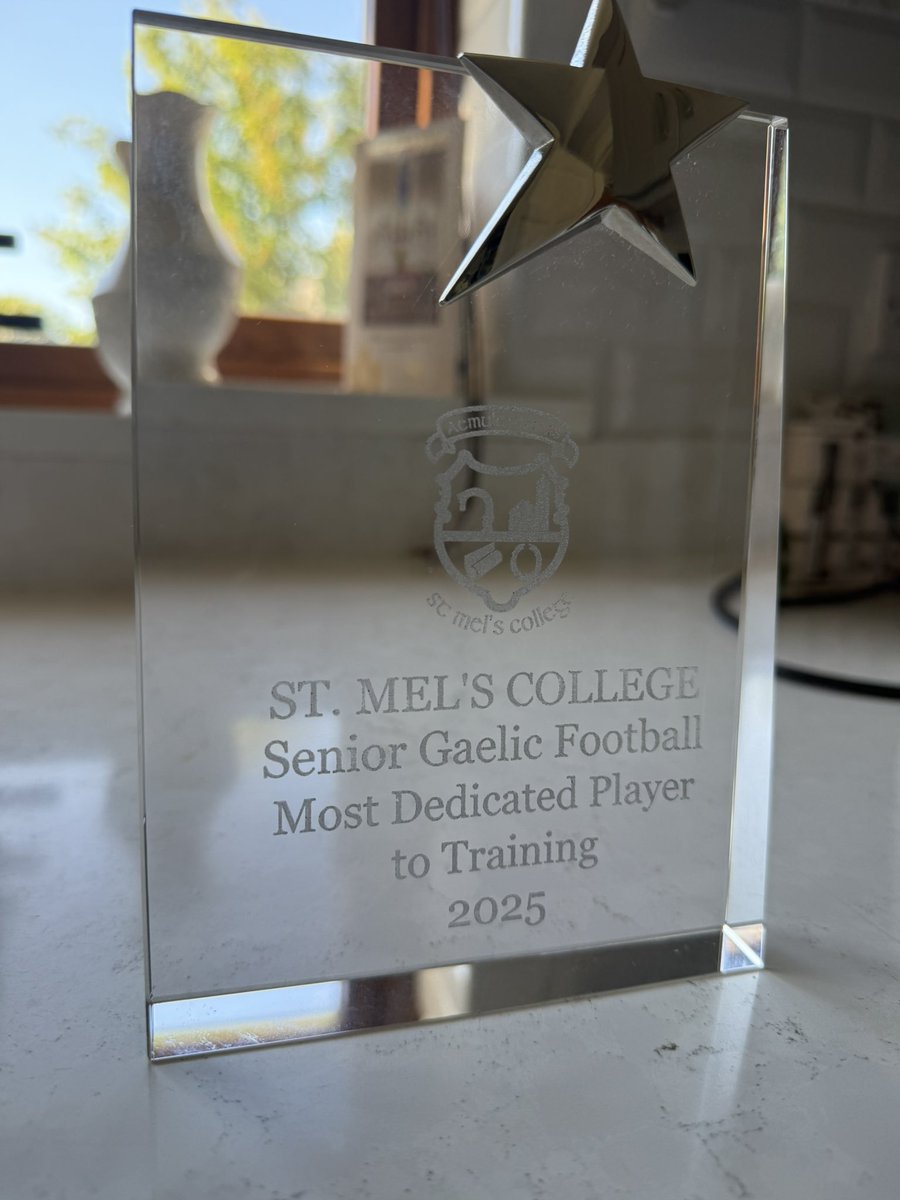 St mel's college
ST. MEL'S COLLEGE
Senior Gaelic Football
Most Dedicated Player
to Training
2025